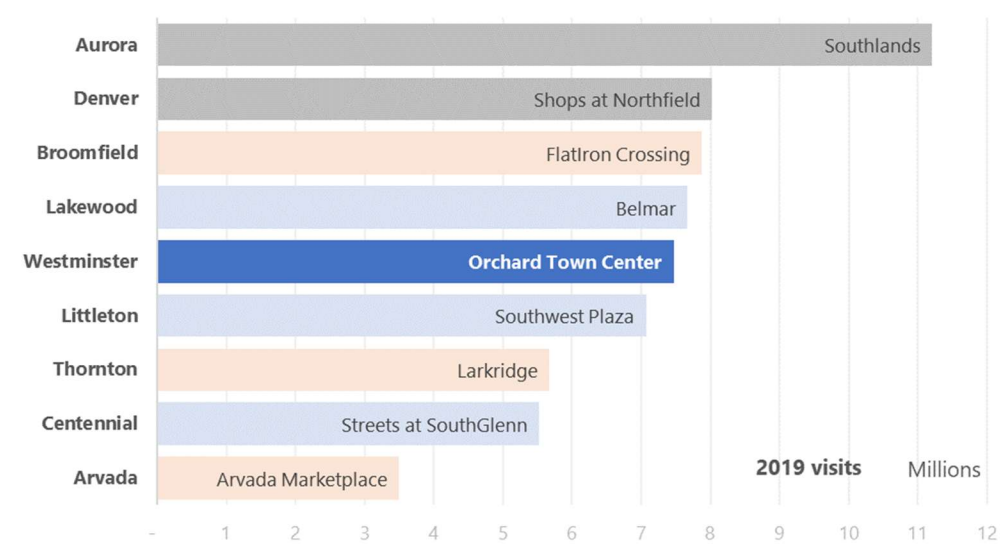 Aurora Southlands
Denver Shops at Northfield
Broomfield FlatIron Crossing
Lakewood Belmar
Westminster Orchard Town Center
Littleton Southwest Plaza
Thornton Larkridge
Centennial Streets at SouthGlenn
Arvada Arvada Marketplace
2019 visits Millions
- 1 2 3 4 5 6 7 8 9 10 11 12